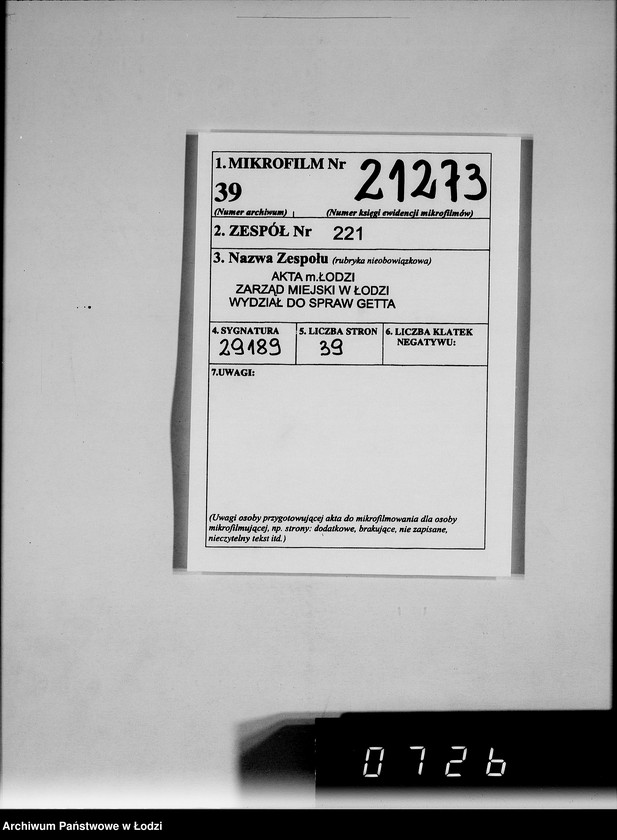 1. MIKROFILM Nr
21273
39
(Numer archiwum)
(Numer księgi ewidencji mikrofilmów)
2. ZESPÓŁ Nr 221
3. Nazwa Zespołu (rubryka nieobowiązkowa)
AKTA m.ŁODZI
ZARZĄD MIEJSKI W ŁODZI
WYDZIAŁ DO SPRAW GETTA
4. SYGNATURA
29189
5. LICZBA STRON
39
6. LICZBA KLATEK
NEGATYWU:
7.UWAGI:
(Uwagi osoby przygotowującej akta do mikrofilmowania dla osoby
mikrofilmującej, np. strony: dodatkowe, brakujące, nie zapisane,
nieczytelny tekst itd.)
0726
Archiwum Państwowe w Łodzi